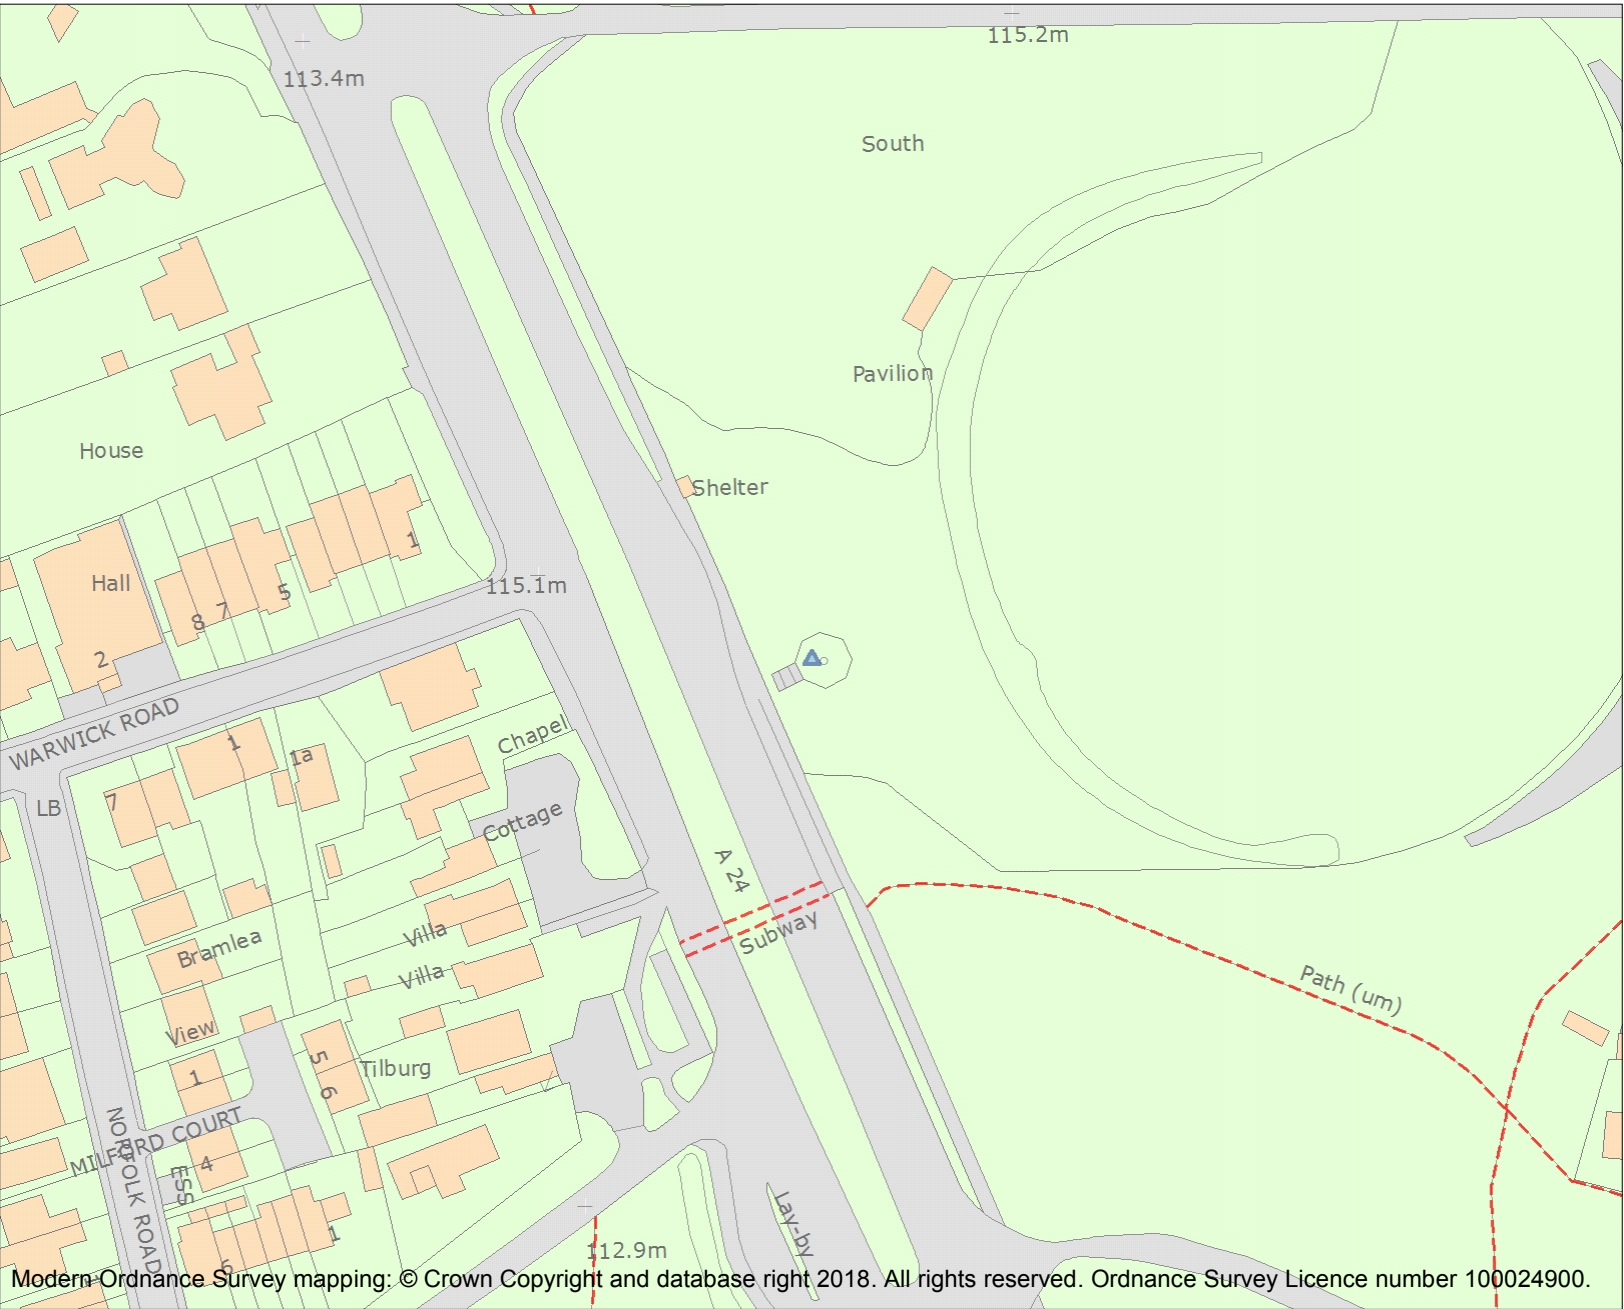 115.2m
113.4m
South
Pavilion
House
Shelter
Hall
1
115.1m
5
7
8
2
WARWICK ROAD
Chapel
1
1a
7
LB
Cottage
A 24
Subway
Villa
Bramlea
Villa
Path (um)
View
5
Tilburg
1
6
NORFOLK ROAD
MILFORD COURT
4
ESS
Lay-by
1
112.9m
6
1
Modern Ordnance Survey mapping: © Crown Copyright and database right 2018. All rights reserved. Ordnance Survey Licence number 100024900.